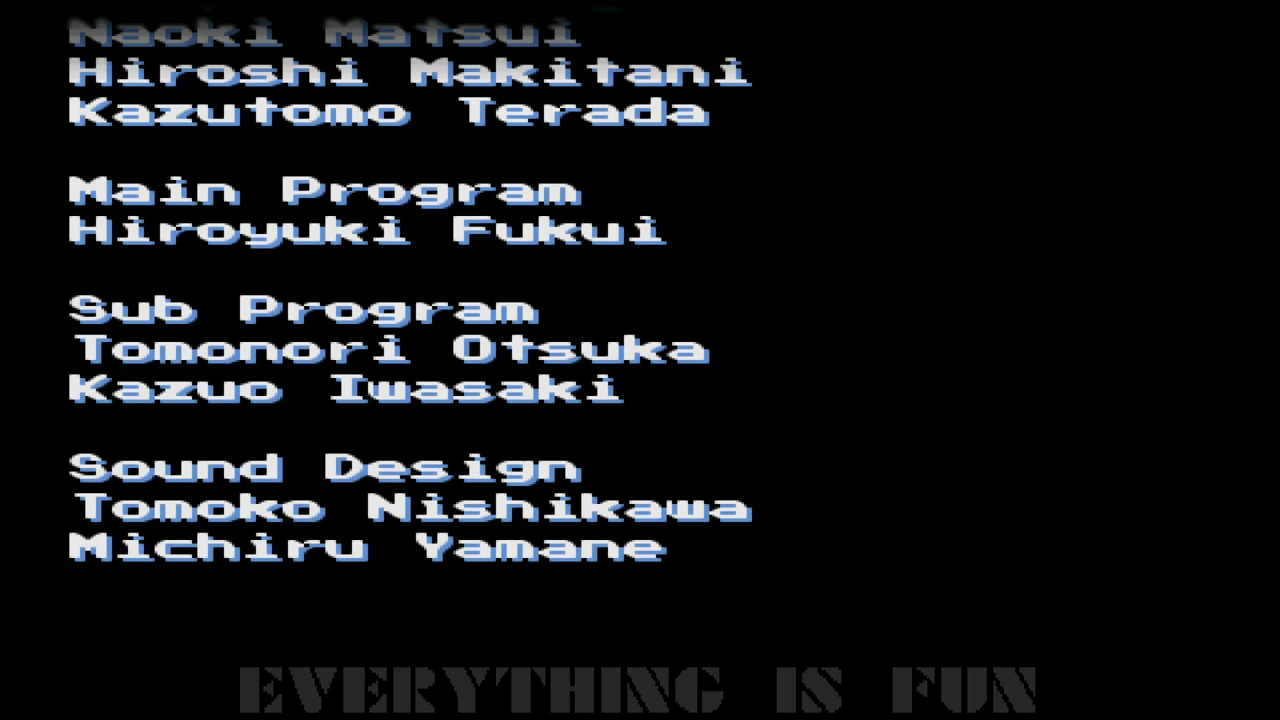 Naoki Matsui
Hiroshi Makitani
Kazutomo Terada
Main Program
Hiroyuki Fukui
Sub Program
Tomonori Otsuka
Kazuo Iwasaki
Sound Design
Tomoko Nishikawa
Michiru Yamane
EVERYTHING IS FUN